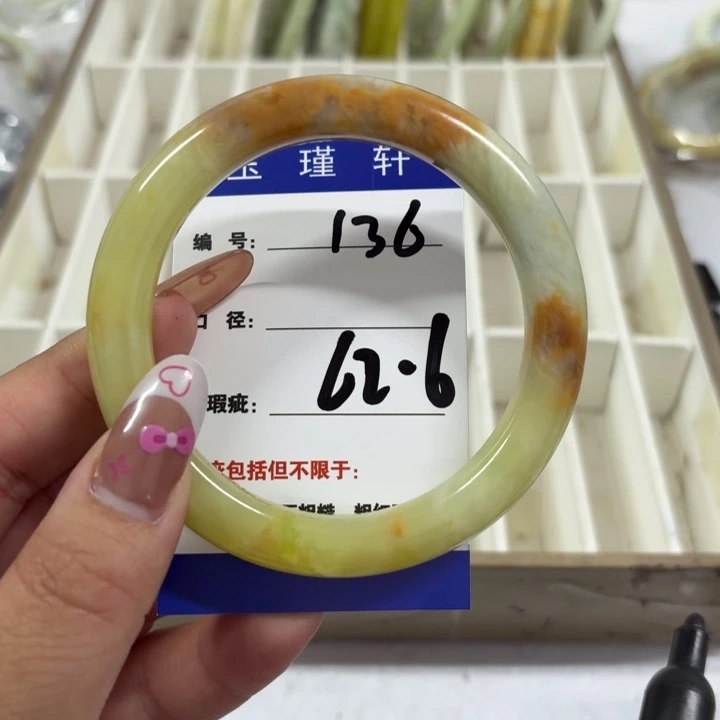 玉 瑾 轩
编 号: 136
口 径:
62.6
瑕疵:
包括但不限于: